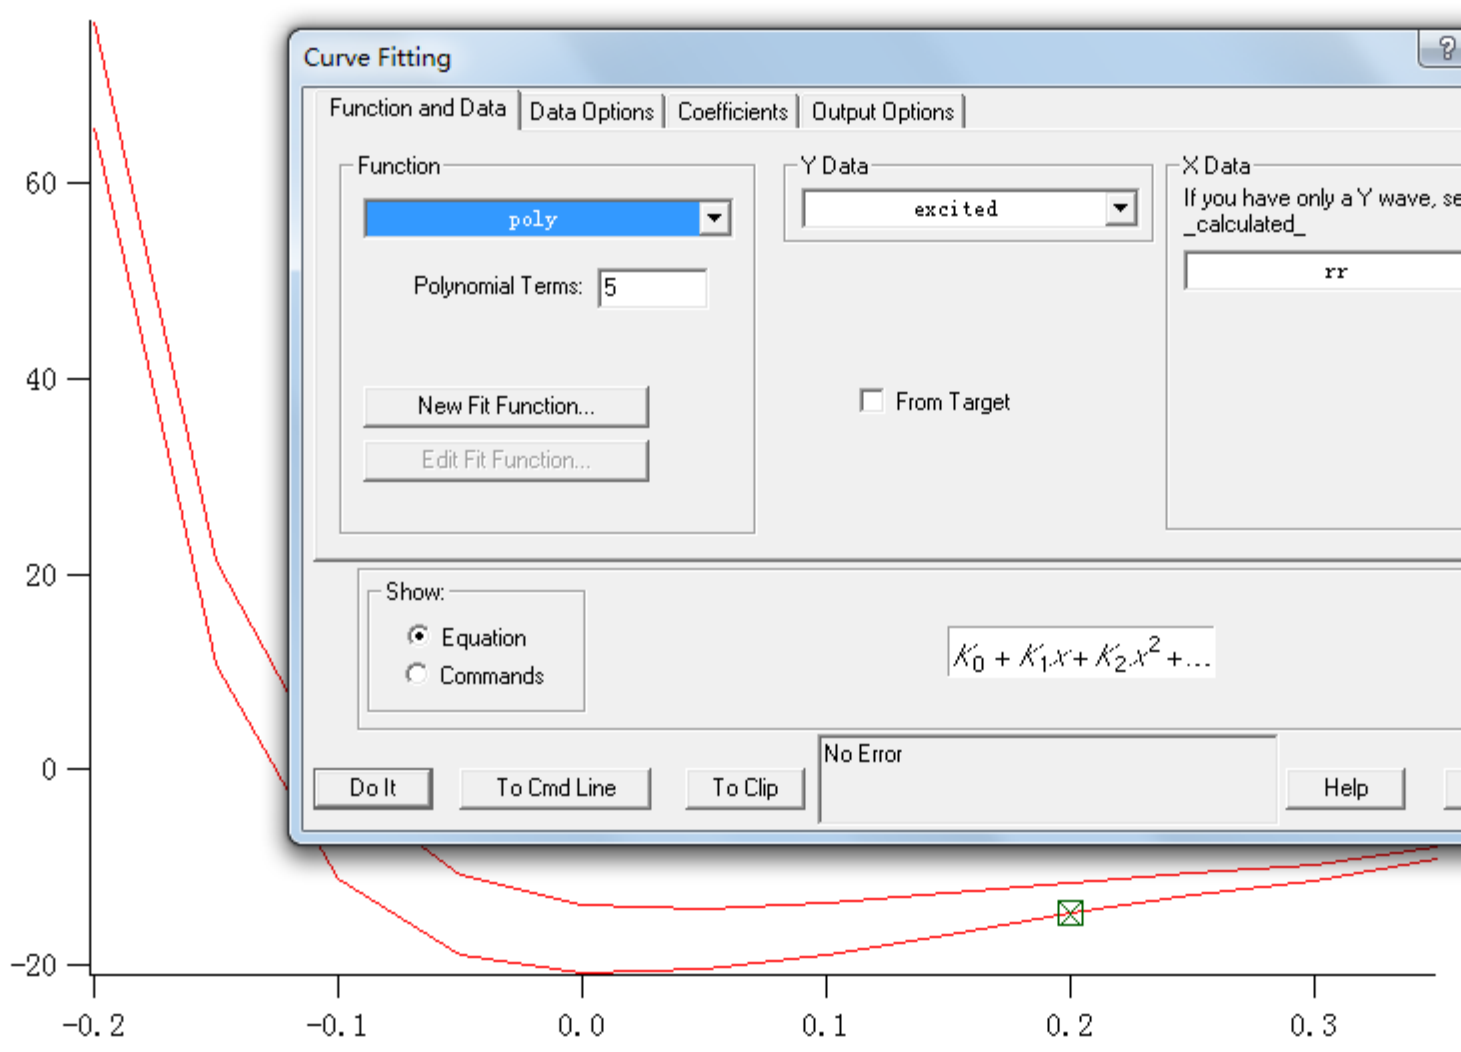 Curve Fitting
?
Function and Data
Data Options
Coefficients
Output Options
Function
poly
Polynomial Terms: 5
New Fit Function...
Edit Fit Function...
Y Data
excited
From Target
X Data
If you have only a Y wave, se
_calculated_
rr
Show:
Equation
Commands
K0 + K1x+ K2x² +...
Do It
To Cmd Line
To Clip
No Error
Help
60
40
20
0
-20
-0.2
-0.1
0.0
0.1
0.2
0.3